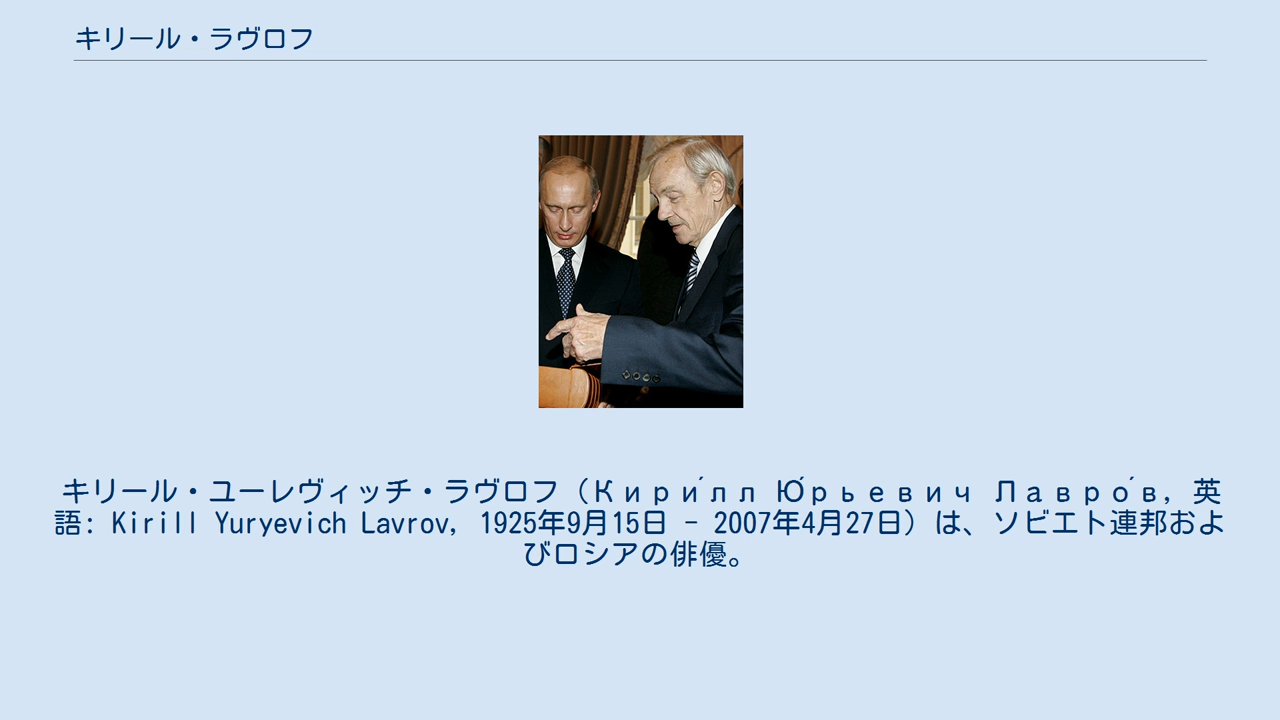 キリール・ラヴロフ
キリール・ユーレヴィッチ・ラヴロフ（Кири́лл Ю́рьевич Лавро́в, 英
語: Kirill Yuryevich Lavrov, 1925年9月15日 - 2007年4月27日）は、ソビエト連邦およ
びロシアの俳優。